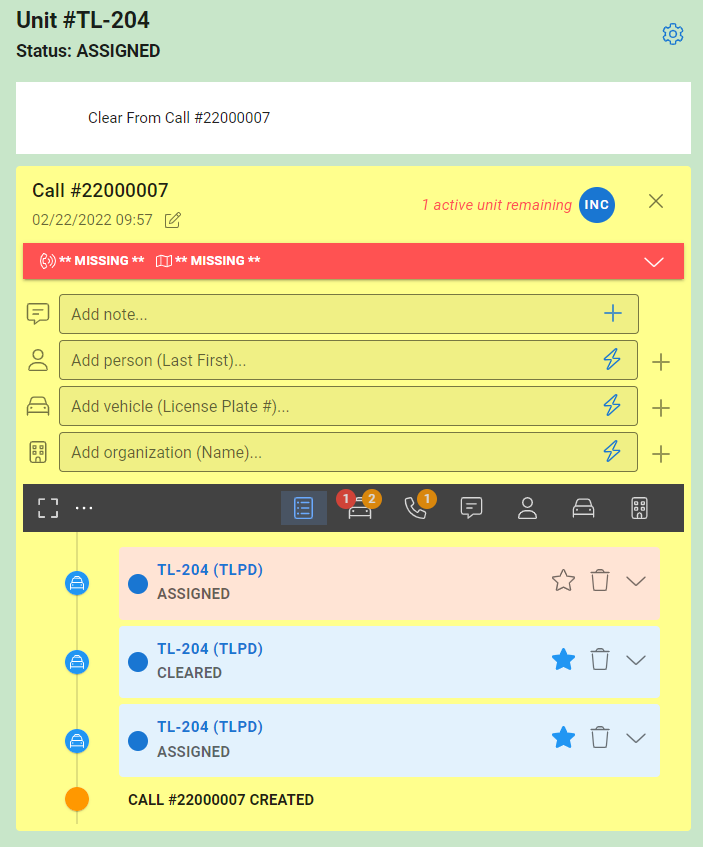 Unit #TL-204
Status: ASSIGNED
Clear From Call #22000007
Call #22000007
02/22/2022 09:57
1 active unit remaining
INC
** MISSING ** ** MISSING **
Add note...
Add person (Last First)...
Add vehicle (License Plate #)...
Add organization (Name)...
... 1 2 1
TL-204 (TLPD)
ASSIGNED
TL-204 (TLPD)
CLEARED
TL-204 (TLPD)
ASSIGNED
CALL #22000007 CREATED